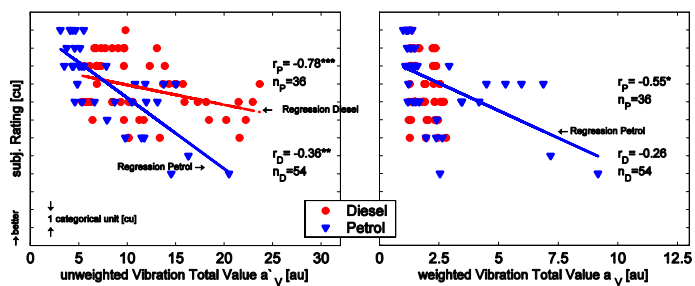 subj. Rating [cu]
→ better
1 categorical unit [cu]
r_P = -0.78***
n_P=36
← Regression Diesel
Regression Petrol →
r_D = -0.36**
n_D=54
0 5 10 15 20 25 30
unweighted Vibration Total Value a`_V [au]
Diesel
Petrol
r_P = -0.55*
n_P=36
← Regression Petrol
r_D = -0.26
n_D=54
0 2.5 5 7.5 10 12.5
weighted Vibration Total Value a_V [au]